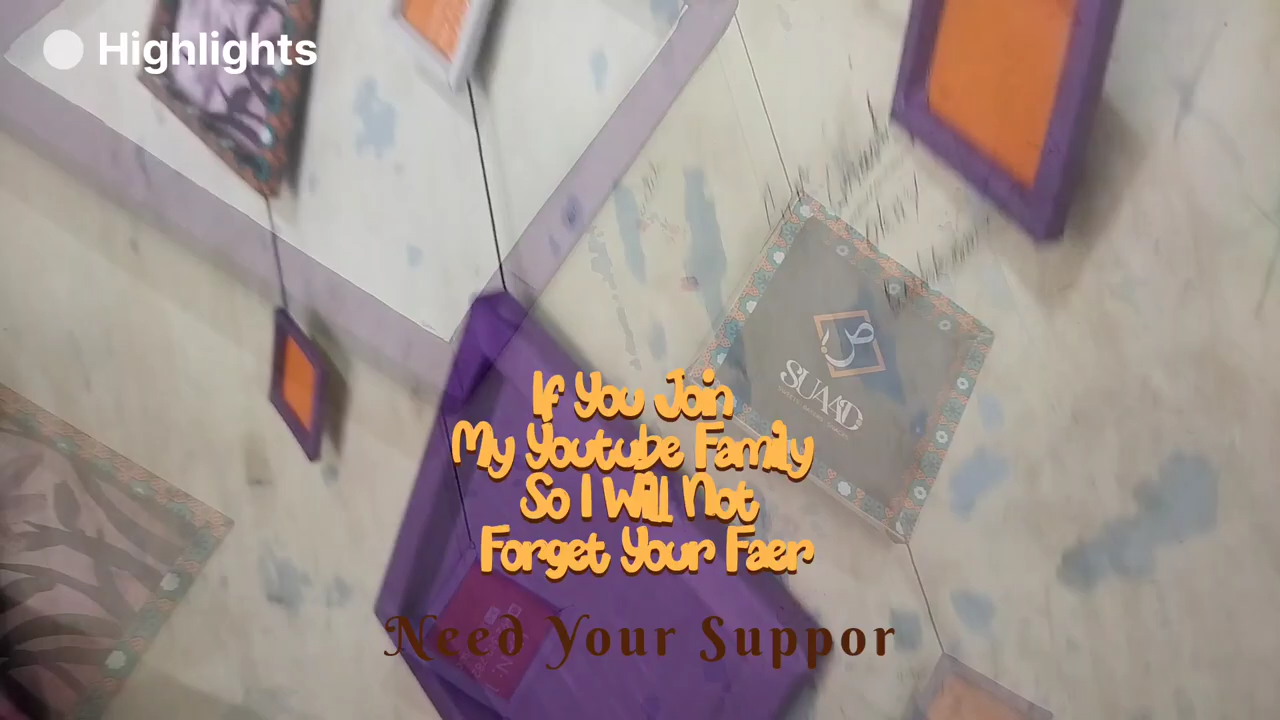 Highlights
If You Join
My Youtube Family
So I Will Not
Forget Your Faer
Need Your Suppor
SUAAD